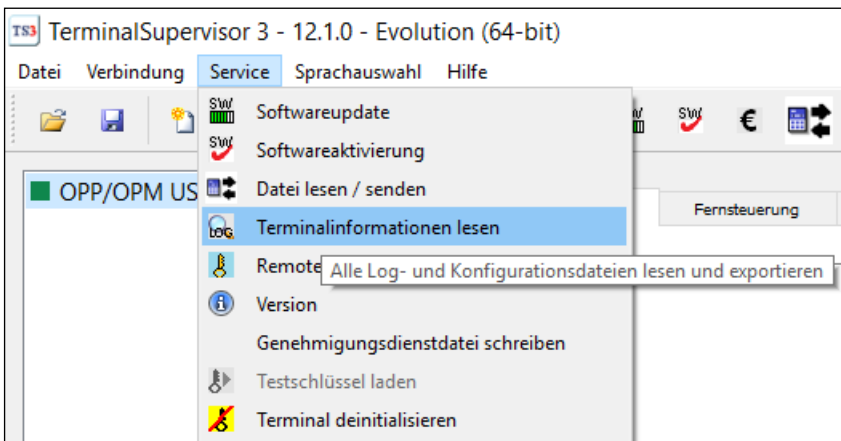 TS3 TerminalSupervisor 3 - 12.1.0 - Evolution (64-bit)
Datei Verbindung Service Sprachauswahl Hilfe
SW Softwareupdate
SW €
SW Softwareaktivierung
OPP/OPM US
Datei lesen / senden
Fernsteuerung
LOG Terminalinformationen lesen
Remote
Alle Log- und Konfigurationsdateien lesen und exportieren
Version
Genehmigungsdienstdatei schreiben
Testschlüssel laden
Terminal deinitialisieren